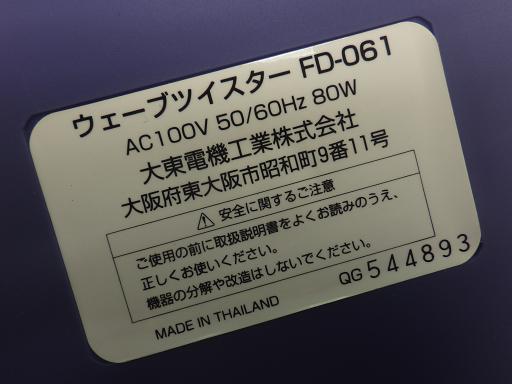 ウェーブツイスター FD-061
AC100V 50/60Hz 80W
大東電機工業株式会社
大阪府東大阪市昭和町9番11号
⚠ 安全に関するご注意
ご使用の前に取扱説明書をよくお読みのうえ、
正しくお使いください。
機器の分解や改造はしないでください。
QG 544893
MADE IN THAILAND